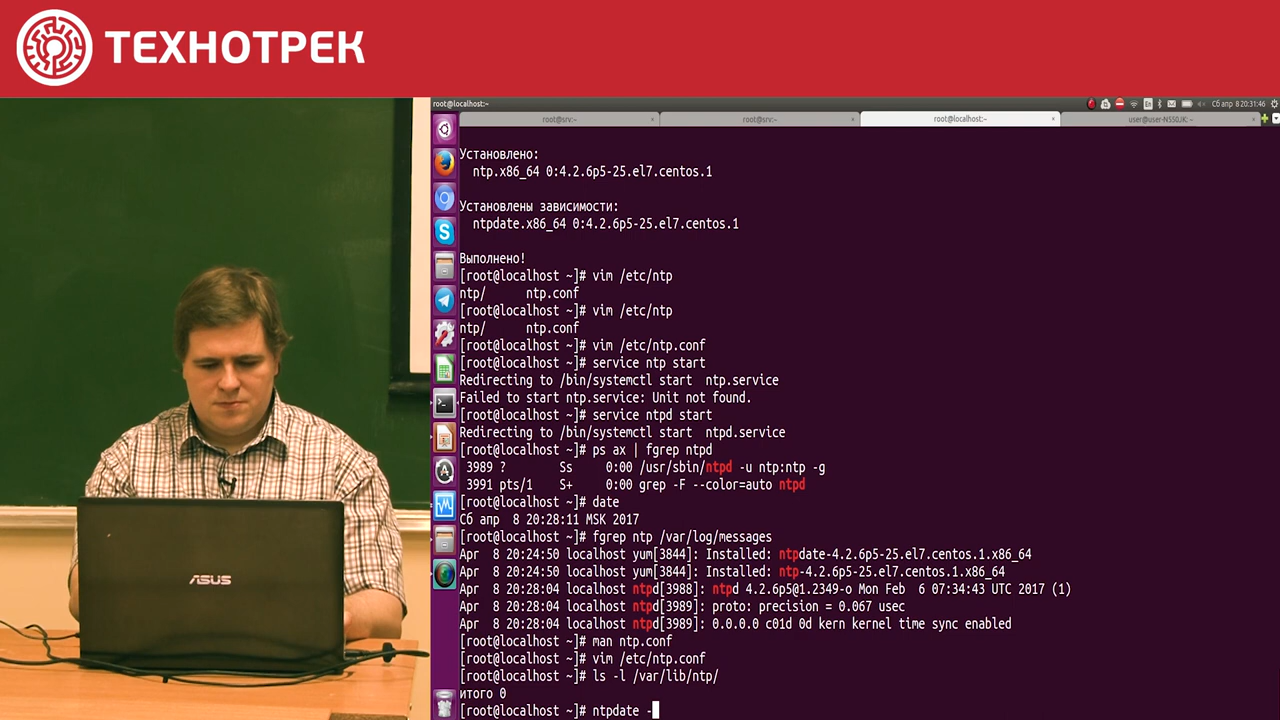 ТЕХНОТРЕК
root@localhost:~
Сб апр 8 20:31:46
root@srv:~
root@srv:~
root@localhost:~
user@user-N550JK: ~
Установлено:
ntp.x86_64 0:4.2.6p5-25.el7.centos.1
Установлены зависимости:
ntpdate.x86_64 0:4.2.6p5-25.el7.centos.1
Выполнено!
[root@localhost ~]# vim /etc/ntp
ntp/ ntp.conf
[root@localhost ~]# vim /etc/ntp
ntp/ ntp.conf
[root@localhost ~]# vim /etc/ntp.conf
[root@localhost ~]# service ntp start
Redirecting to /bin/systemctl start  ntp.service
Failed to start ntp.service: Unit not found.
[root@localhost ~]# service ntpd start
Redirecting to /bin/systemctl start  ntpd.service
[root@localhost ~]# ps ax | fgrep ntpd
3989 ? Ss 0:00 /usr/sbin/ntpd -u ntp:ntp -g
3991 pts/1 S+ 0:00 grep -F --color=auto ntpd
[root@localhost ~]# date
Сб апр  8 20:28:11 MSK 2017
[root@localhost ~]# fgrep ntp /var/log/messages
Apr  8 20:24:50 localhost yum[3844]: Installed: ntpdate-4.2.6p5-25.el7.centos.1.x86_64
Apr  8 20:24:50 localhost yum[3844]: Installed: ntp-4.2.6p5-25.el7.centos.1.x86_64
Apr  8 20:28:04 localhost ntpd[3988]: ntpd 4.2.6p5@1.2349-o Mon Feb  6 07:34:43 UTC 2017 (1)
Apr  8 20:28:04 localhost ntpd[3989]: proto: precision = 0.067 usec
Apr  8 20:28:04 localhost ntpd[3989]: 0.0.0.0 c01d 0d kern kernel time sync enabled
[root@localhost ~]# man ntp.conf
[root@localhost ~]# vim /etc/ntp.conf
[root@localhost ~]# ls -l /var/lib/ntp/
итого 0
[root@localhost ~]# ntpdate -
ASUS